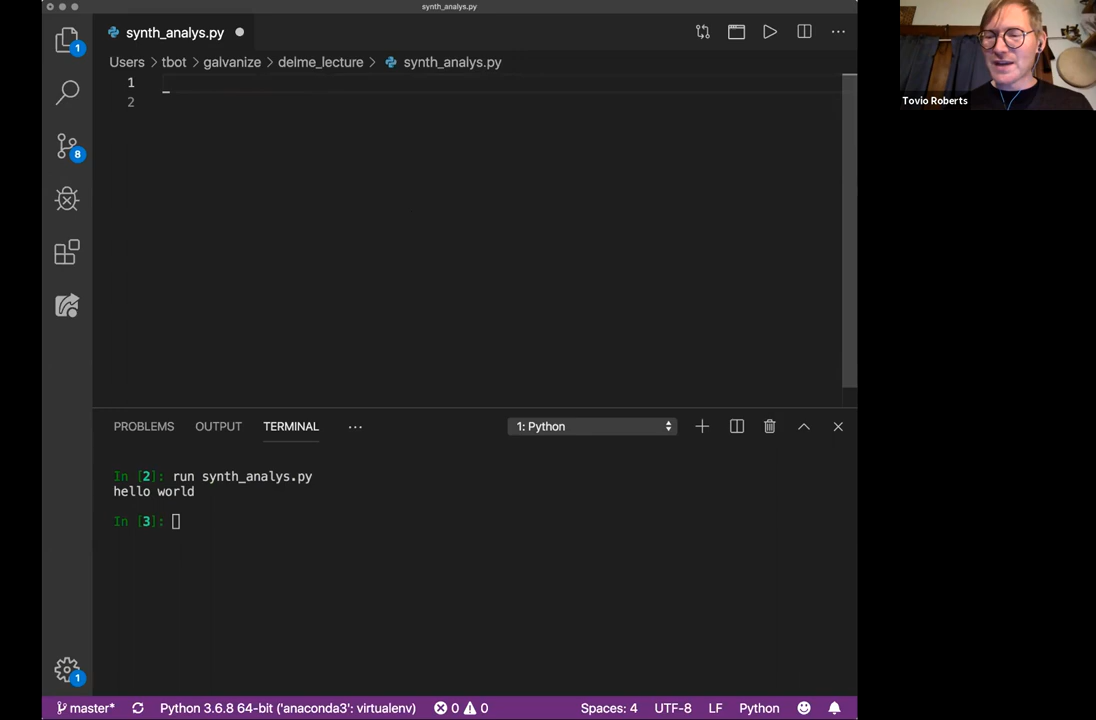 synth_analys.py
synth_analys.py
Users > tbot > galvanize > delme_lecture > synth_analys.py
1
2
1
8
Tovio Roberts
PROBLEMS OUTPUT TERMINAL ... 1: Python
In [2]: run synth_analys.py
hello world
In [3]:
1
master* Python 3.6.8 64-bit ('anaconda3': virtualenv) 0 0 Spaces: 4 UTF-8 LF Python